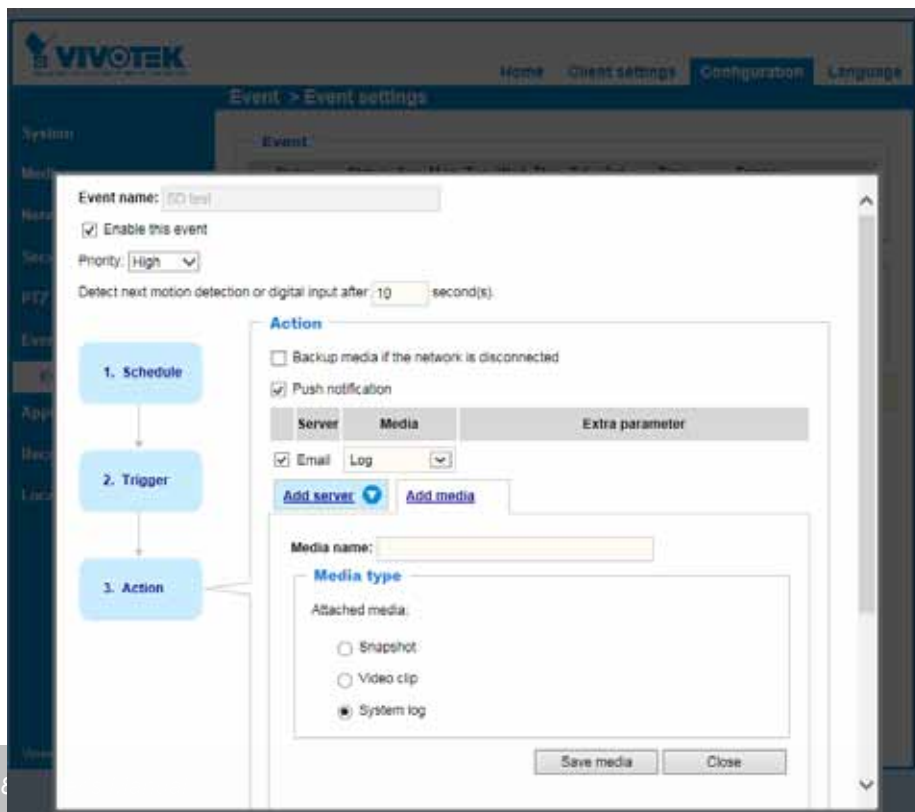 VIVOTEK
Home Client settings Configuration Language
Event > Event settings
System
Event
Event name: SD test
Enable this event
Priority: High
Detect next motion detection or digital input after 10 second(s).
Action
Backup media if the network is disconnected
1. Schedule
Push notification
Server Media Extra parameter
Email Log
2. Trigger
Add server Add media
Media name:
Media type
3. Action
Attached media:
Snapshot
Video clip
System log
Save media Close